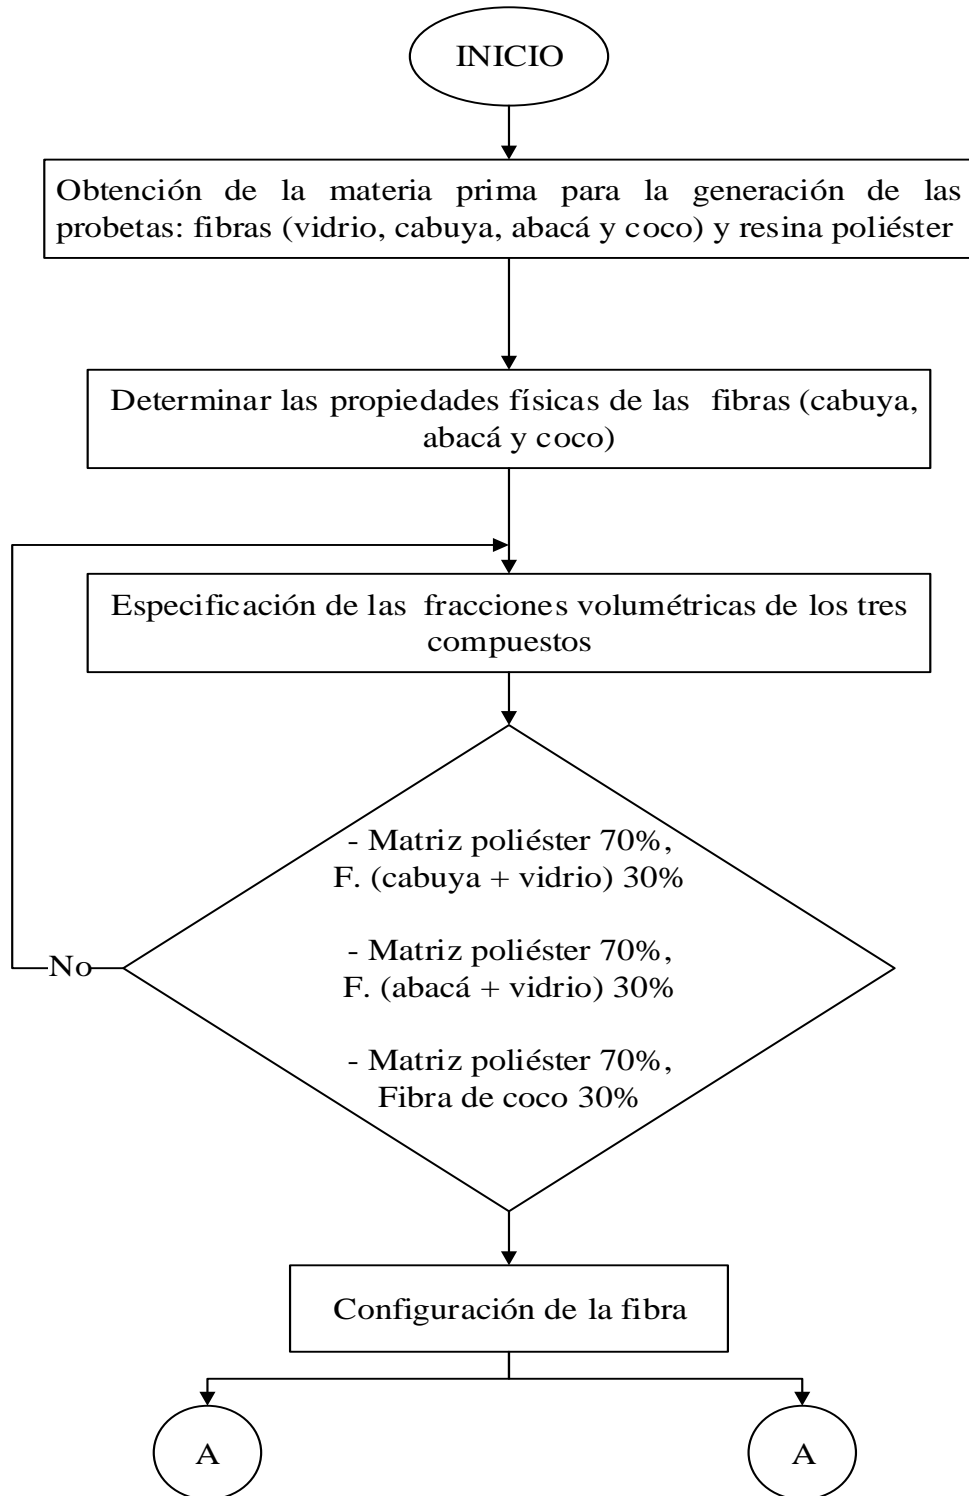 INICIO
Obtención de la materia prima para la generación de las
probetas: fibras (vidrio, cabuya, abacá y coco) y resina poliéster
Determinar las propiedades físicas de las fibras (cabuya,
abacá y coco)
Especificación de las fracciones volumétricas de los tres
compuestos
- Matriz poliéster 70%,
F. (cabuya + vidrio) 30%
- Matriz poliéster 70%,
F. (abacá + vidrio) 30%
- Matriz poliéster 70%,
Fibra de coco 30%
No
Configuración de la fibra
A
A